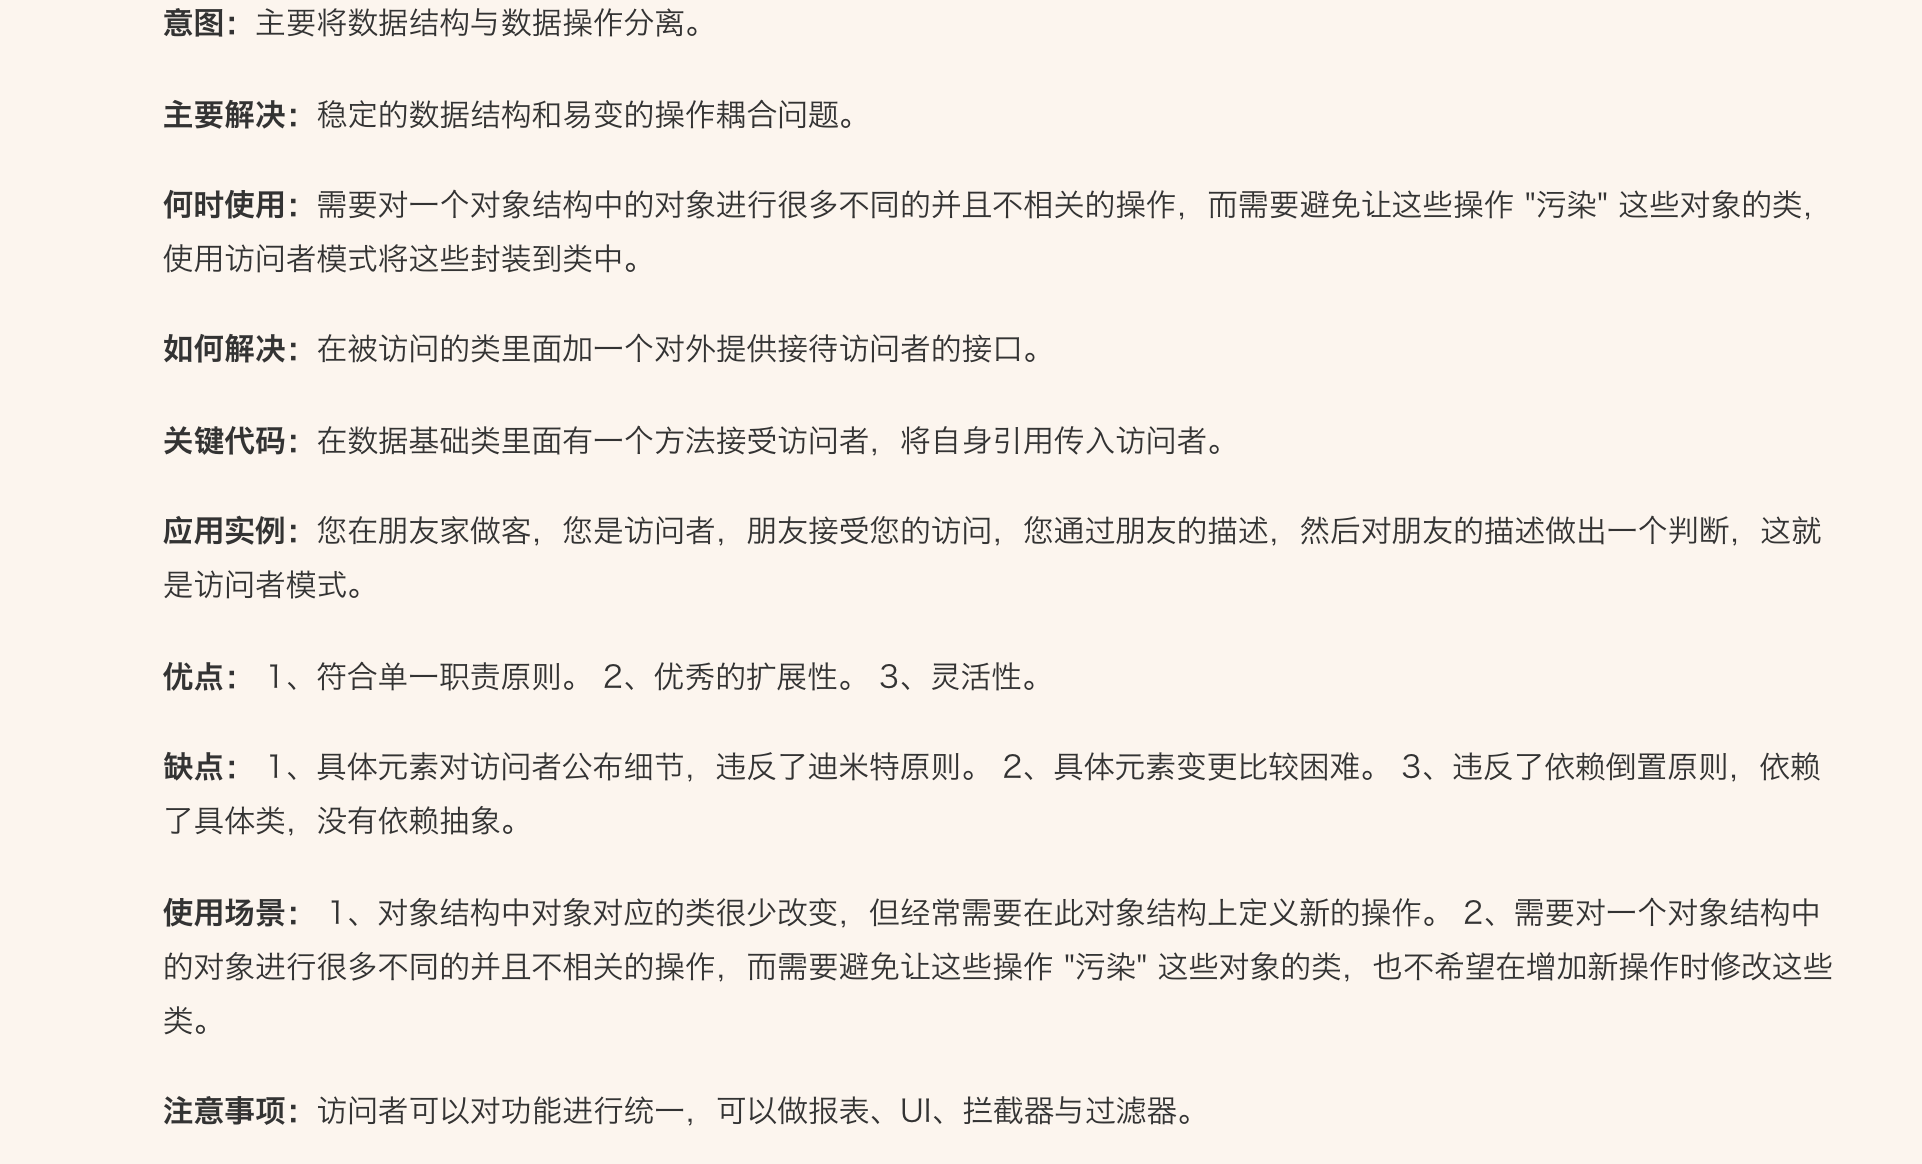 意图：主要将数据结构与数据操作分离。
主要解决：稳定的数据结构和易变的操作耦合问题。
何时使用：需要对一个对象结构中的对象进行很多不同的并且不相关的操作，而需要避免让这些操作 "污染" 这些对象的类，
使用访问者模式将这些封装到类中。
如何解决：在被访问的类里面加一个对外提供接待访问者的接口。
关键代码：在数据基础类里面有一个方法接受访问者，将自身引用传入访问者。
应用实例：您在朋友家做客，您是访问者，朋友接受您的访问，您通过朋友的描述，然后对朋友的描述做出一个判断，这就
是访问者模式。
优点： 1、符合单一职责原则。 2、优秀的扩展性。 3、灵活性。
缺点： 1、具体元素对访问者公布细节，违反了迪米特原则。 2、具体元素变更比较困难。 3、违反了依赖倒置原则，依赖
了具体类，没有依赖抽象。
使用场景： 1、对象结构中对象对应的类很少改变，但经常需要在此对象结构上定义新的操作。 2、需要对一个对象结构中
的对象进行很多不同的并且不相关的操作，而需要避免让这些操作 "污染" 这些对象的类，也不希望在增加新操作时修改这些
类。
注意事项：访问者可以对功能进行统一，可以做报表、UI、拦截器与过滤器。